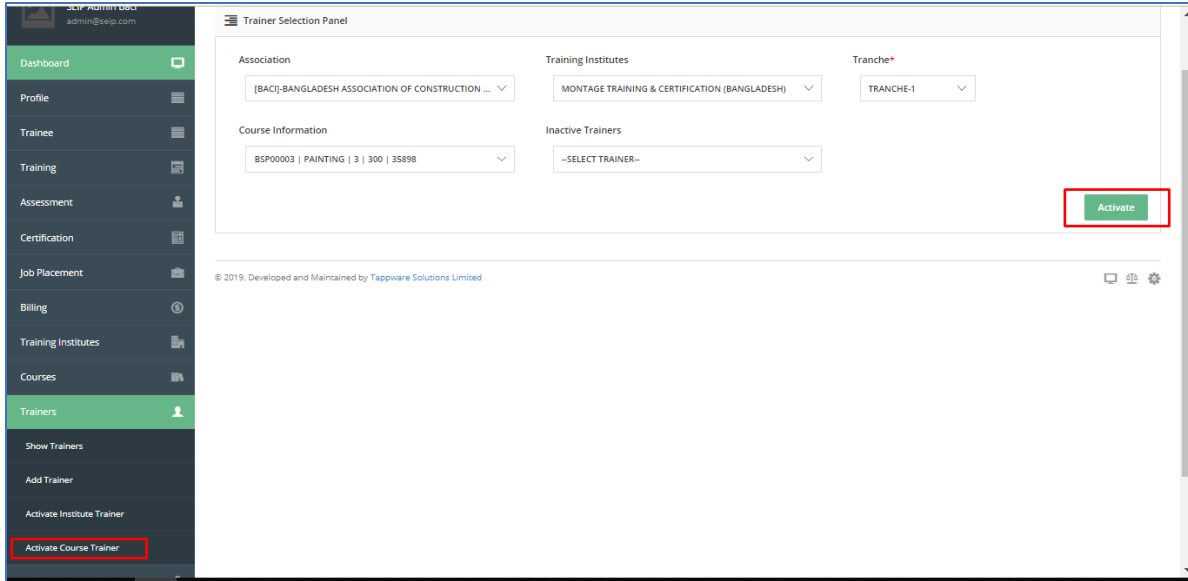 SEIP Admin Baci
admin@seip.com
Dashboard
Profile
Trainee
Training
Assessment
Certification
Job Placement
Billing
Training Institutes
Courses
Trainers
Show Trainers
Add Trainer
Activate Institute Trainer
Activate Course Trainer
Trainer Selection Panel
Association
Training Institutes
Tranche*
[BACI]-BANGLADESH ASSOCIATION OF CONSTRUCTION ...
MONTAGE TRAINING & CERTIFICATION (BANGLADESH)
TRANCHE-1
Course Information
Inactive Trainers
BSP00003 | PAINTING | 3 | 300 | 35898
--SELECT TRAINER--
Activate
© 2019. Developed and Maintained by Tappware Solutions Limited